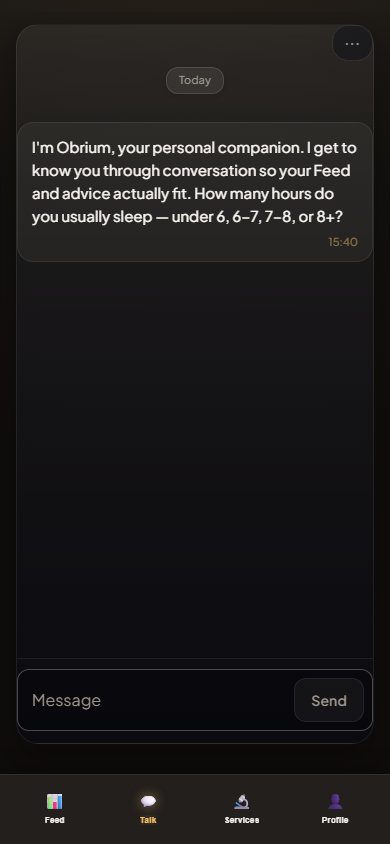 ...
Today
I'm Obrium, your personal companion. I get to
know you through conversation so your Feed
and advice actually fit. How many hours do
you usually sleep — under 6, 6–7, 7–8, or 8+?
15:40
Message
Send
Feed
Talk
Services
Profile